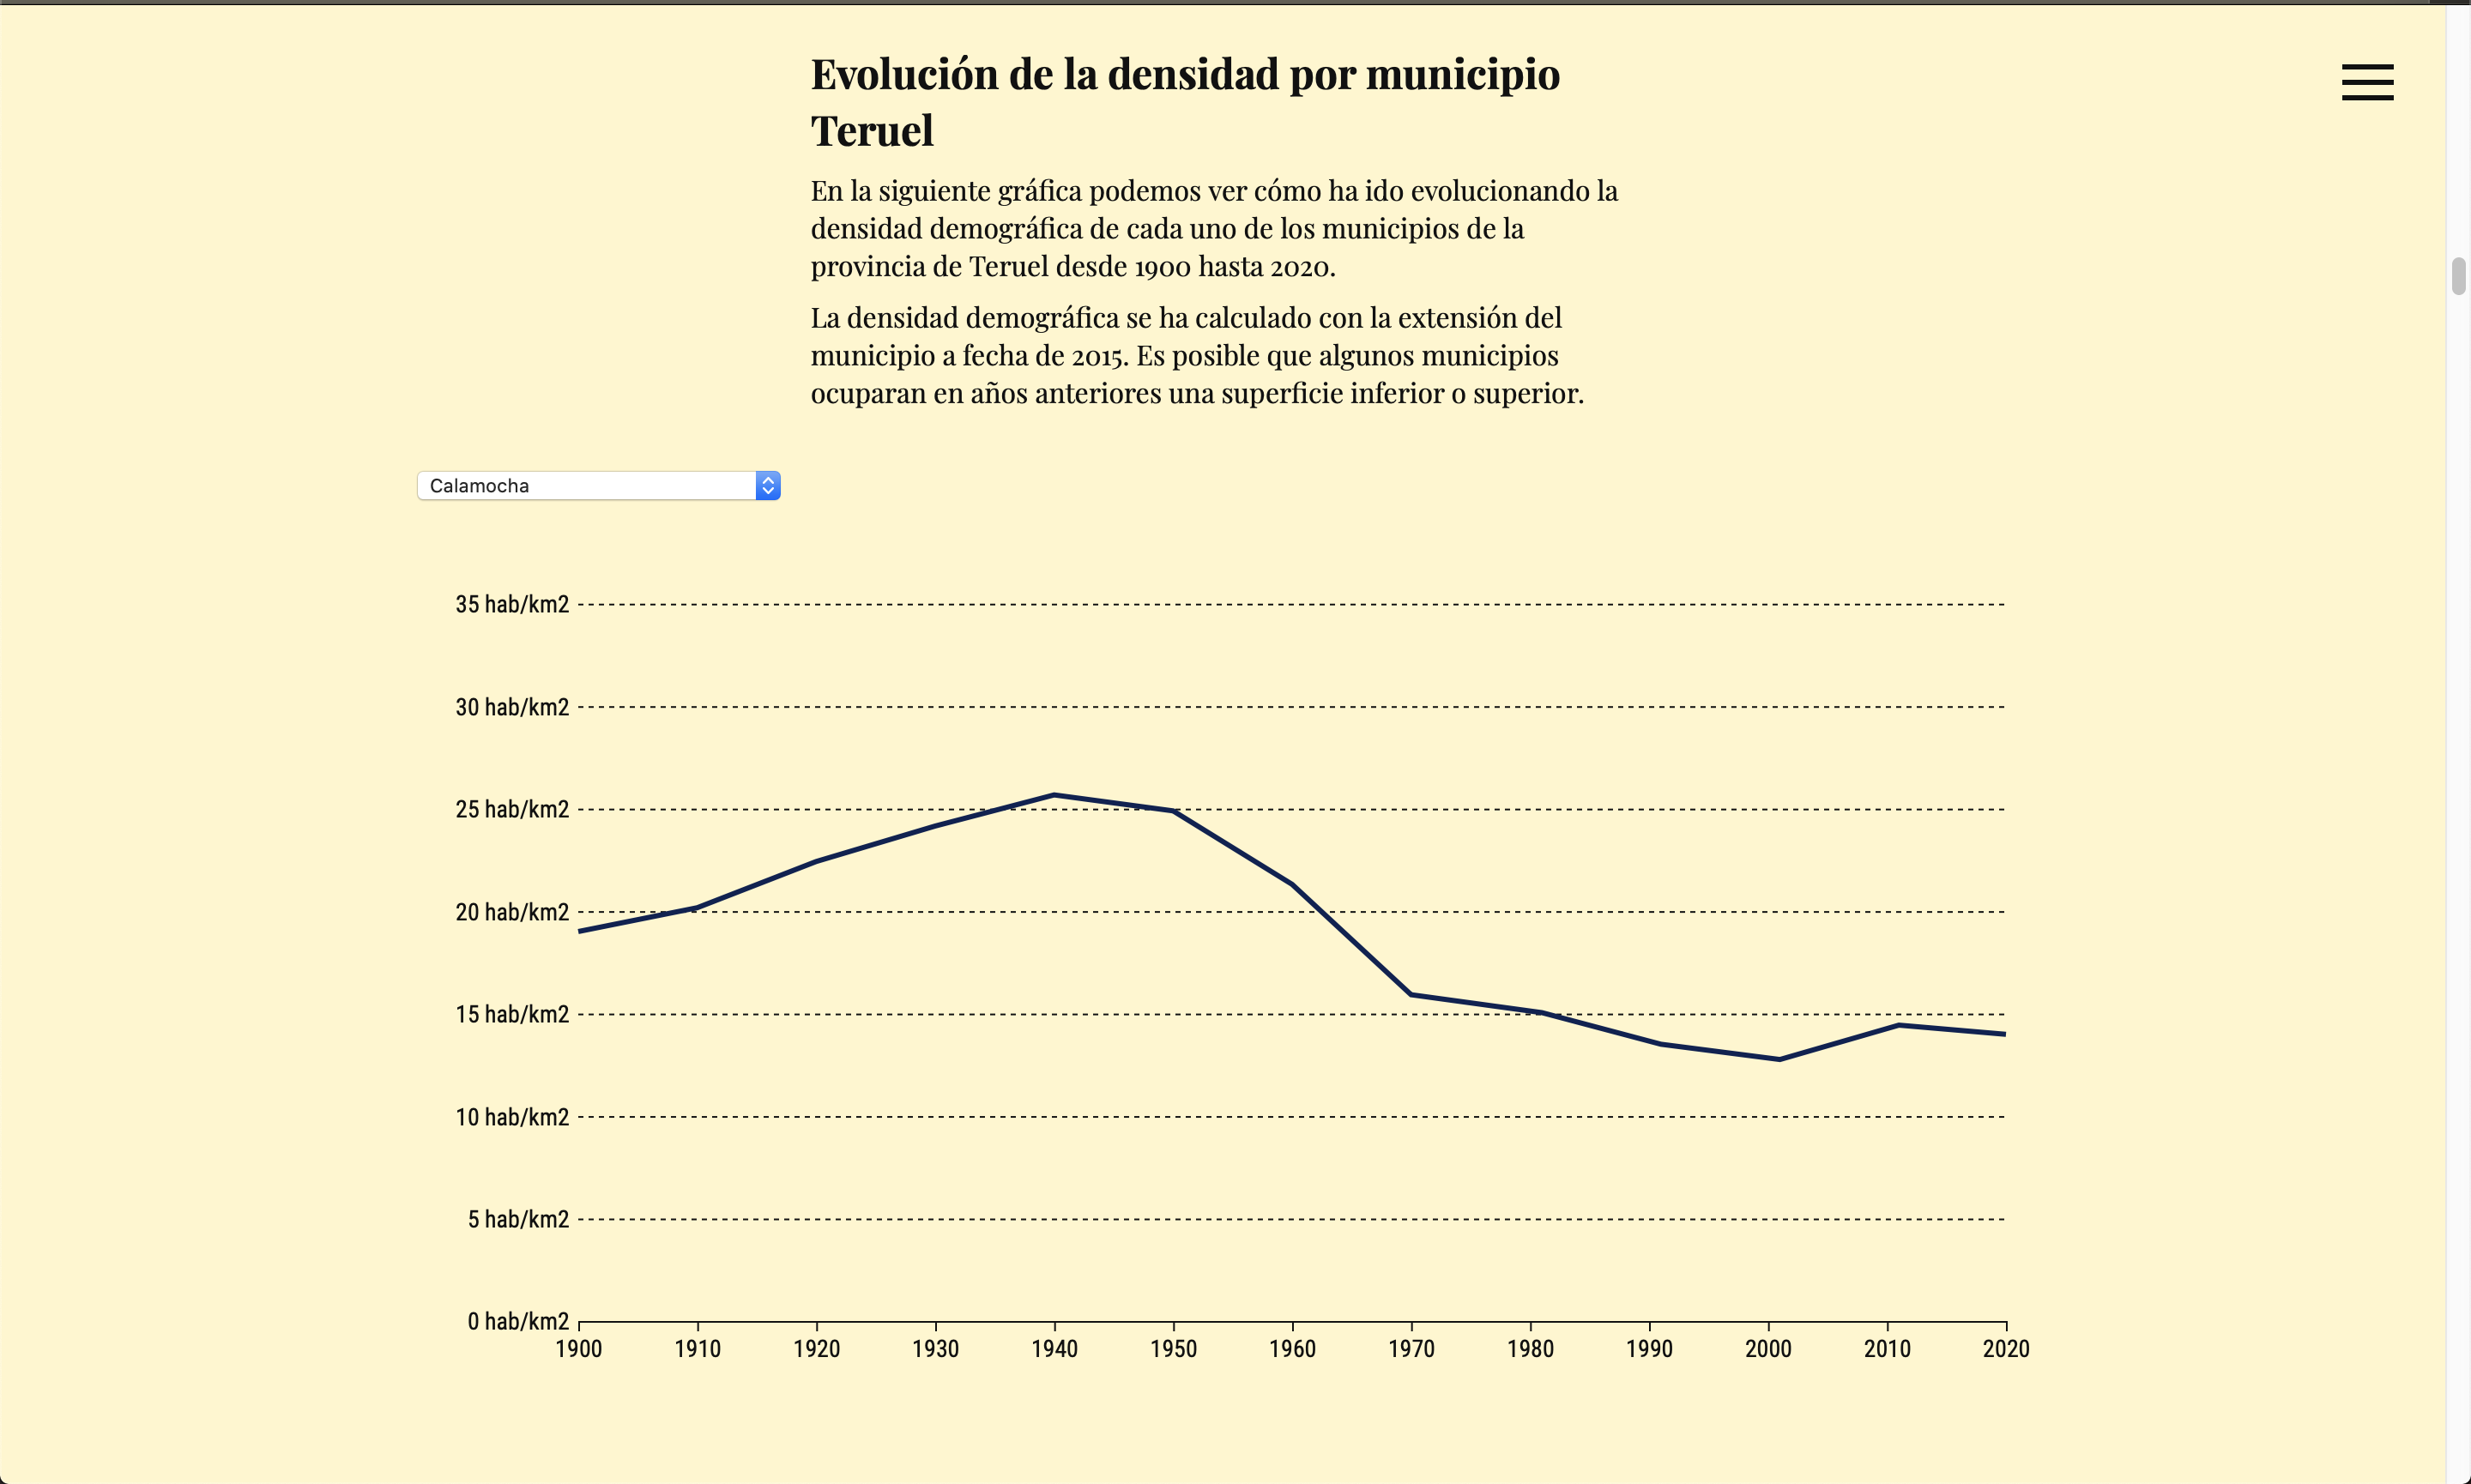 Evolución de la densidad por municipio
Teruel
En la siguiente gráfica podemos ver cómo ha ido evolucionando la
densidad demográfica de cada uno de los municipios de la
provincia de Teruel desde 1900 hasta 2020.
La densidad demográfica se ha calculado con la extensión del
municipio a fecha de 2015. Es posible que algunos municipios
ocuparan en años anteriores una superficie inferior o superior.
Calamocha
35 hab/km2
30 hab/km2
25 hab/km2
20 hab/km2
15 hab/km2
10 hab/km2
5 hab/km2
0 hab/km2
1900 1910 1920 1930 1940 1950 1960 1970 1980 1990 2000 2010 2020